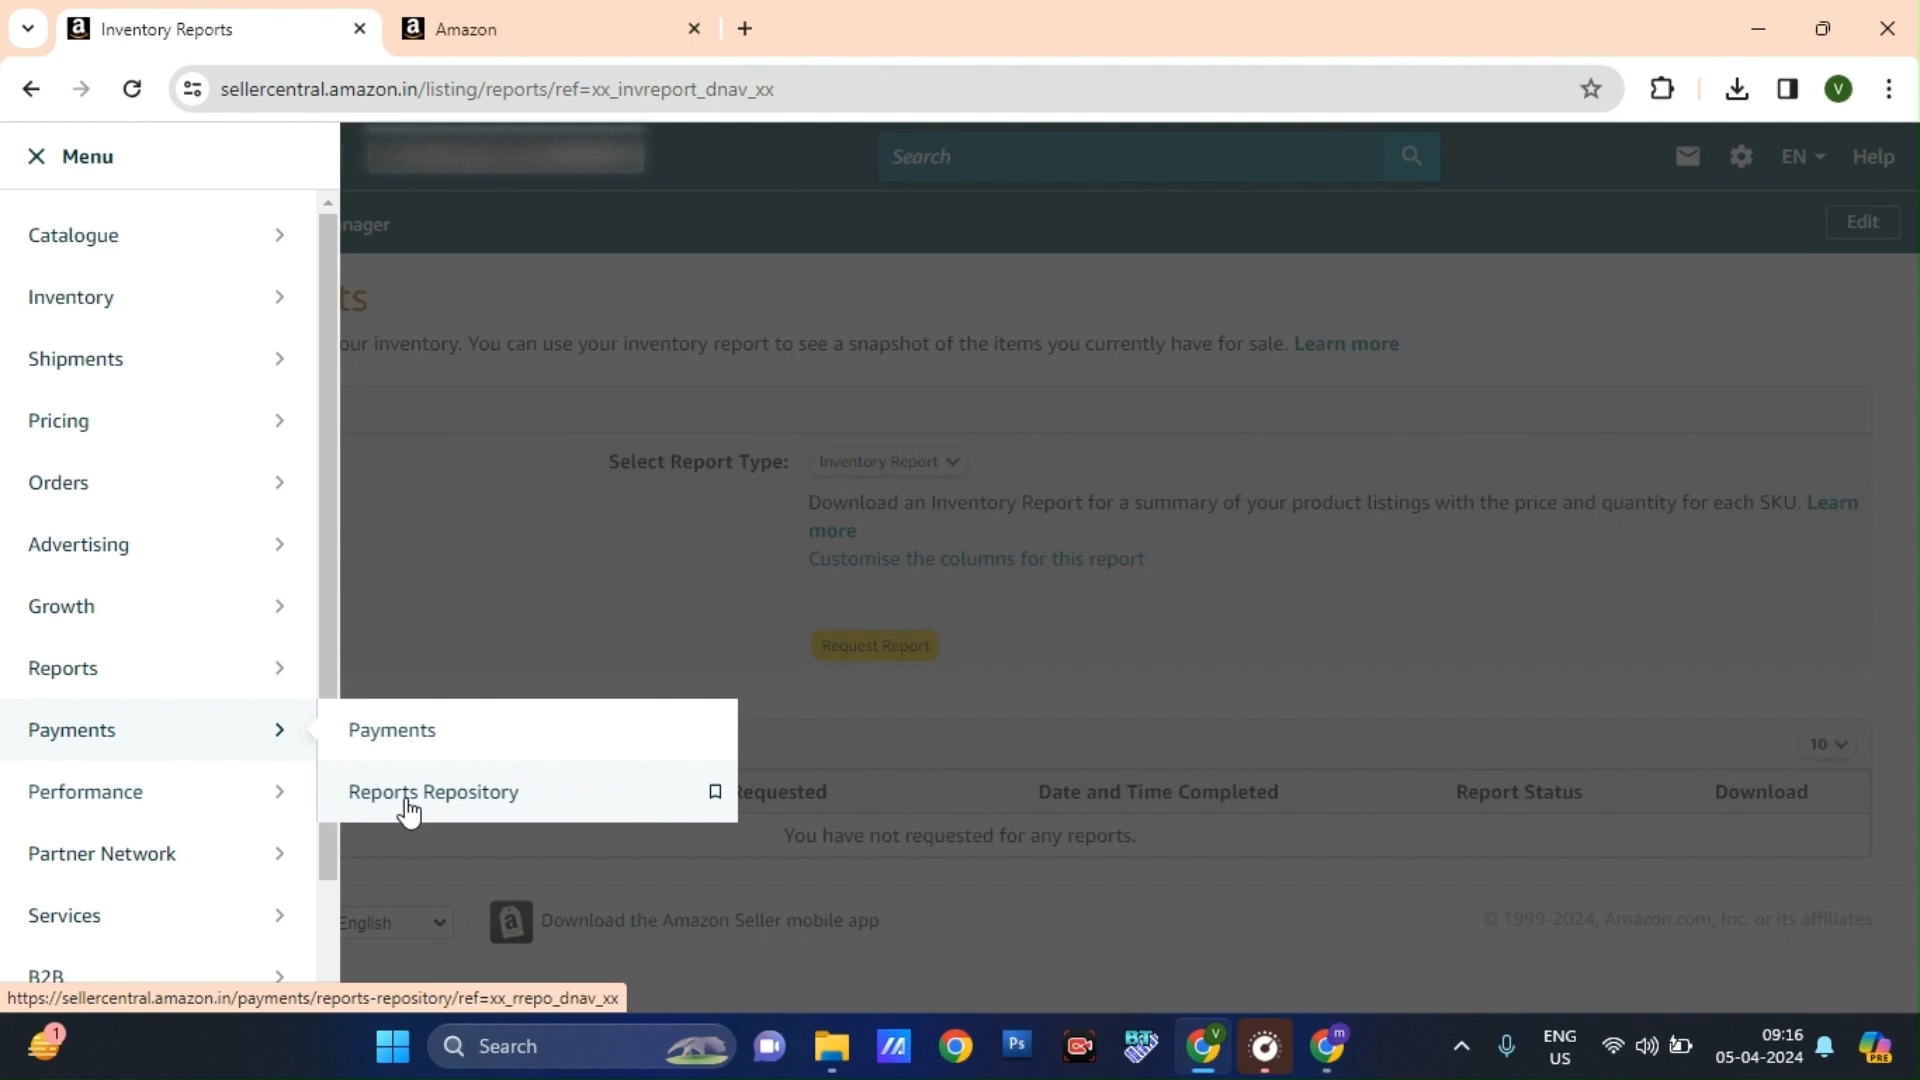 Inventory Reports
Amazon
sellercentral.amazon.in/listing/reports/ref=xx_invreport_dnav_xx
V
Menu
Search
EN
Help
nager
Edit
Catalogue
Inventory
ts
Shipments
our inventory. You can use your inventory report to see a snapshot of the items you currently have for sale. Learn more
Pricing
Orders
Select Report Type:
Inventory Report
Download an Inventory Report for a summary of your product listings with the price and quantity for each SKU. Learn
more
Customise the columns for this report
Advertising
Growth
Request Report
Reports
Payments
Payments
10
Performance
Reports Repository
Requested
Date and Time Completed
Report Status
Download
You have not requested for any reports.
Partner Network
Services
English
Download the Amazon Seller mobile app
© 1999-2024, Amazon.com, Inc. or its affiliates
B2B
https://sellercentral.amazon.in/payments/reports-repository/ref=xx_rrepo_dnav_xx
1
Search
Ps
V
m
ENG
US
09:16
05-04-2024
PRE